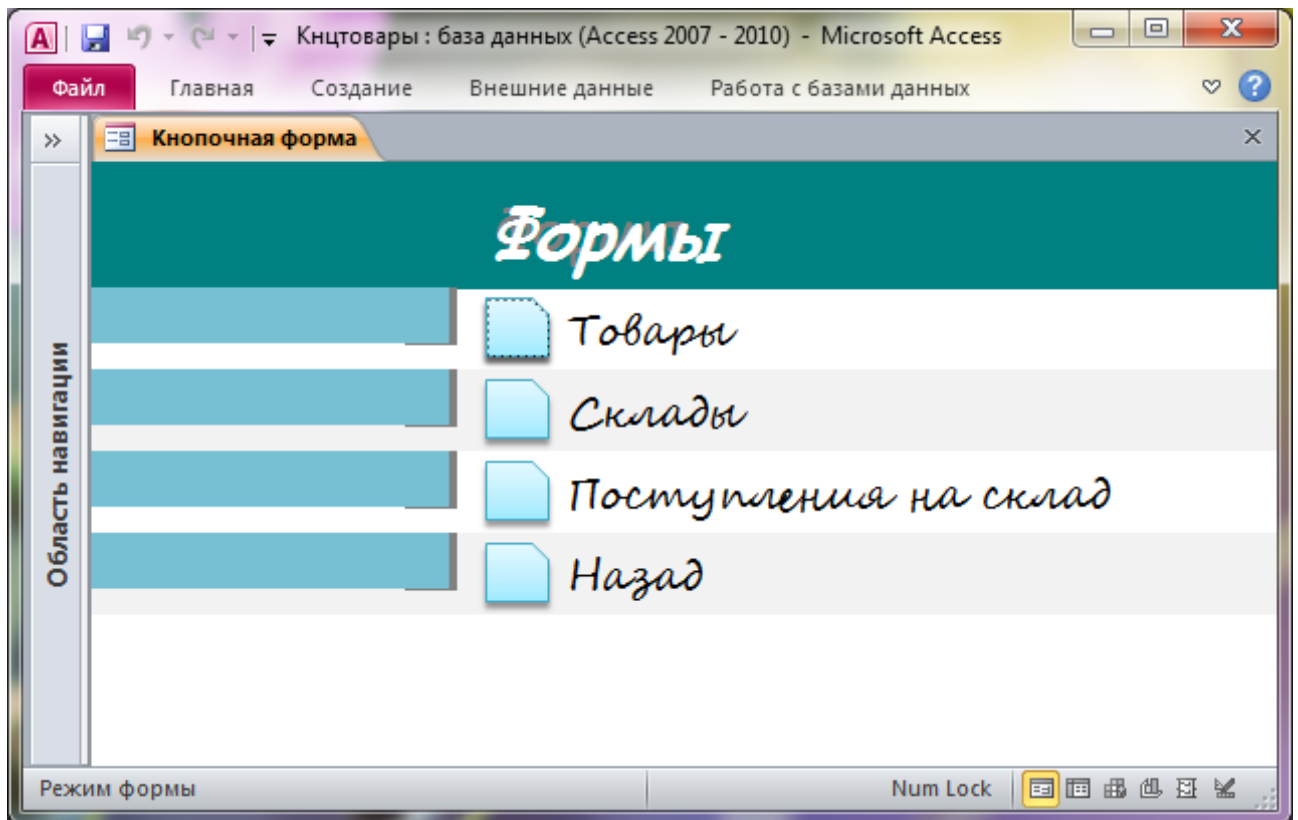 Кнцтовары : база данных (Access 2007 - 2010) - Microsoft Access
Файл Главная Создание Внешние данные Работа с базами данных
Кнопочная форма
Область навигации
Формы
Товары
Склады
Поступления на склад
Назад
Режим формы Num Lock